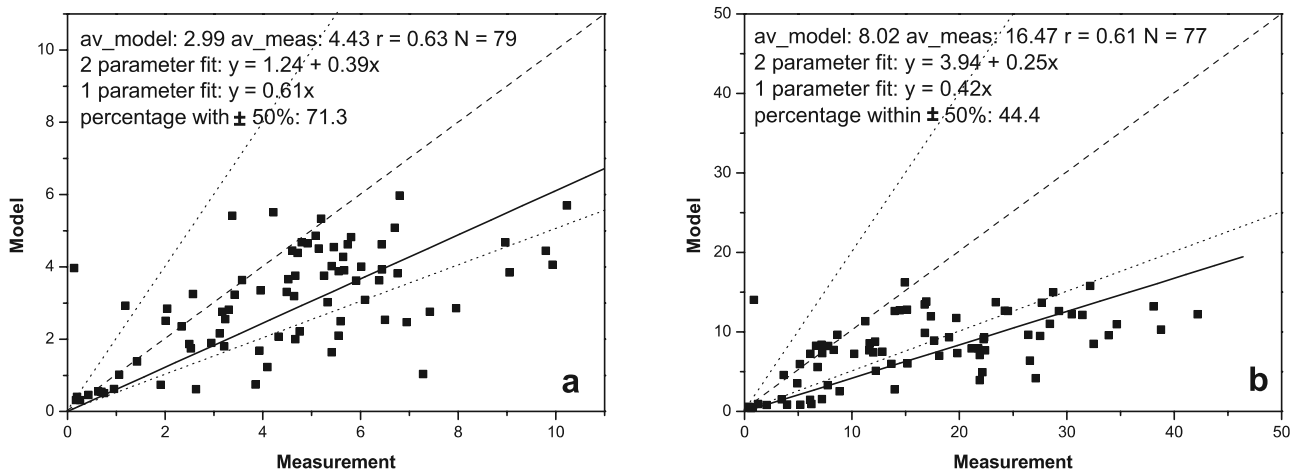 av_model: 2.99 av_meas: 4.43 r = 0.63 N = 79
2 parameter fit: y = 1.24 + 0.39x
1 parameter fit: y = 0.61x
percentage with ± 50%: 71.3
10
8
6
4
2
0
Model
a
0 2 4 6 8 10
Measurement
50
av_model: 8.02 av_meas: 16.47 r = 0.61 N = 77
2 parameter fit: y = 3.94 + 0.25x
1 parameter fit: y = 0.42x
percentage within ± 50%: 44.4
40
30
20
10
0
Model
b
0 10 20 30 40 50
Measurement